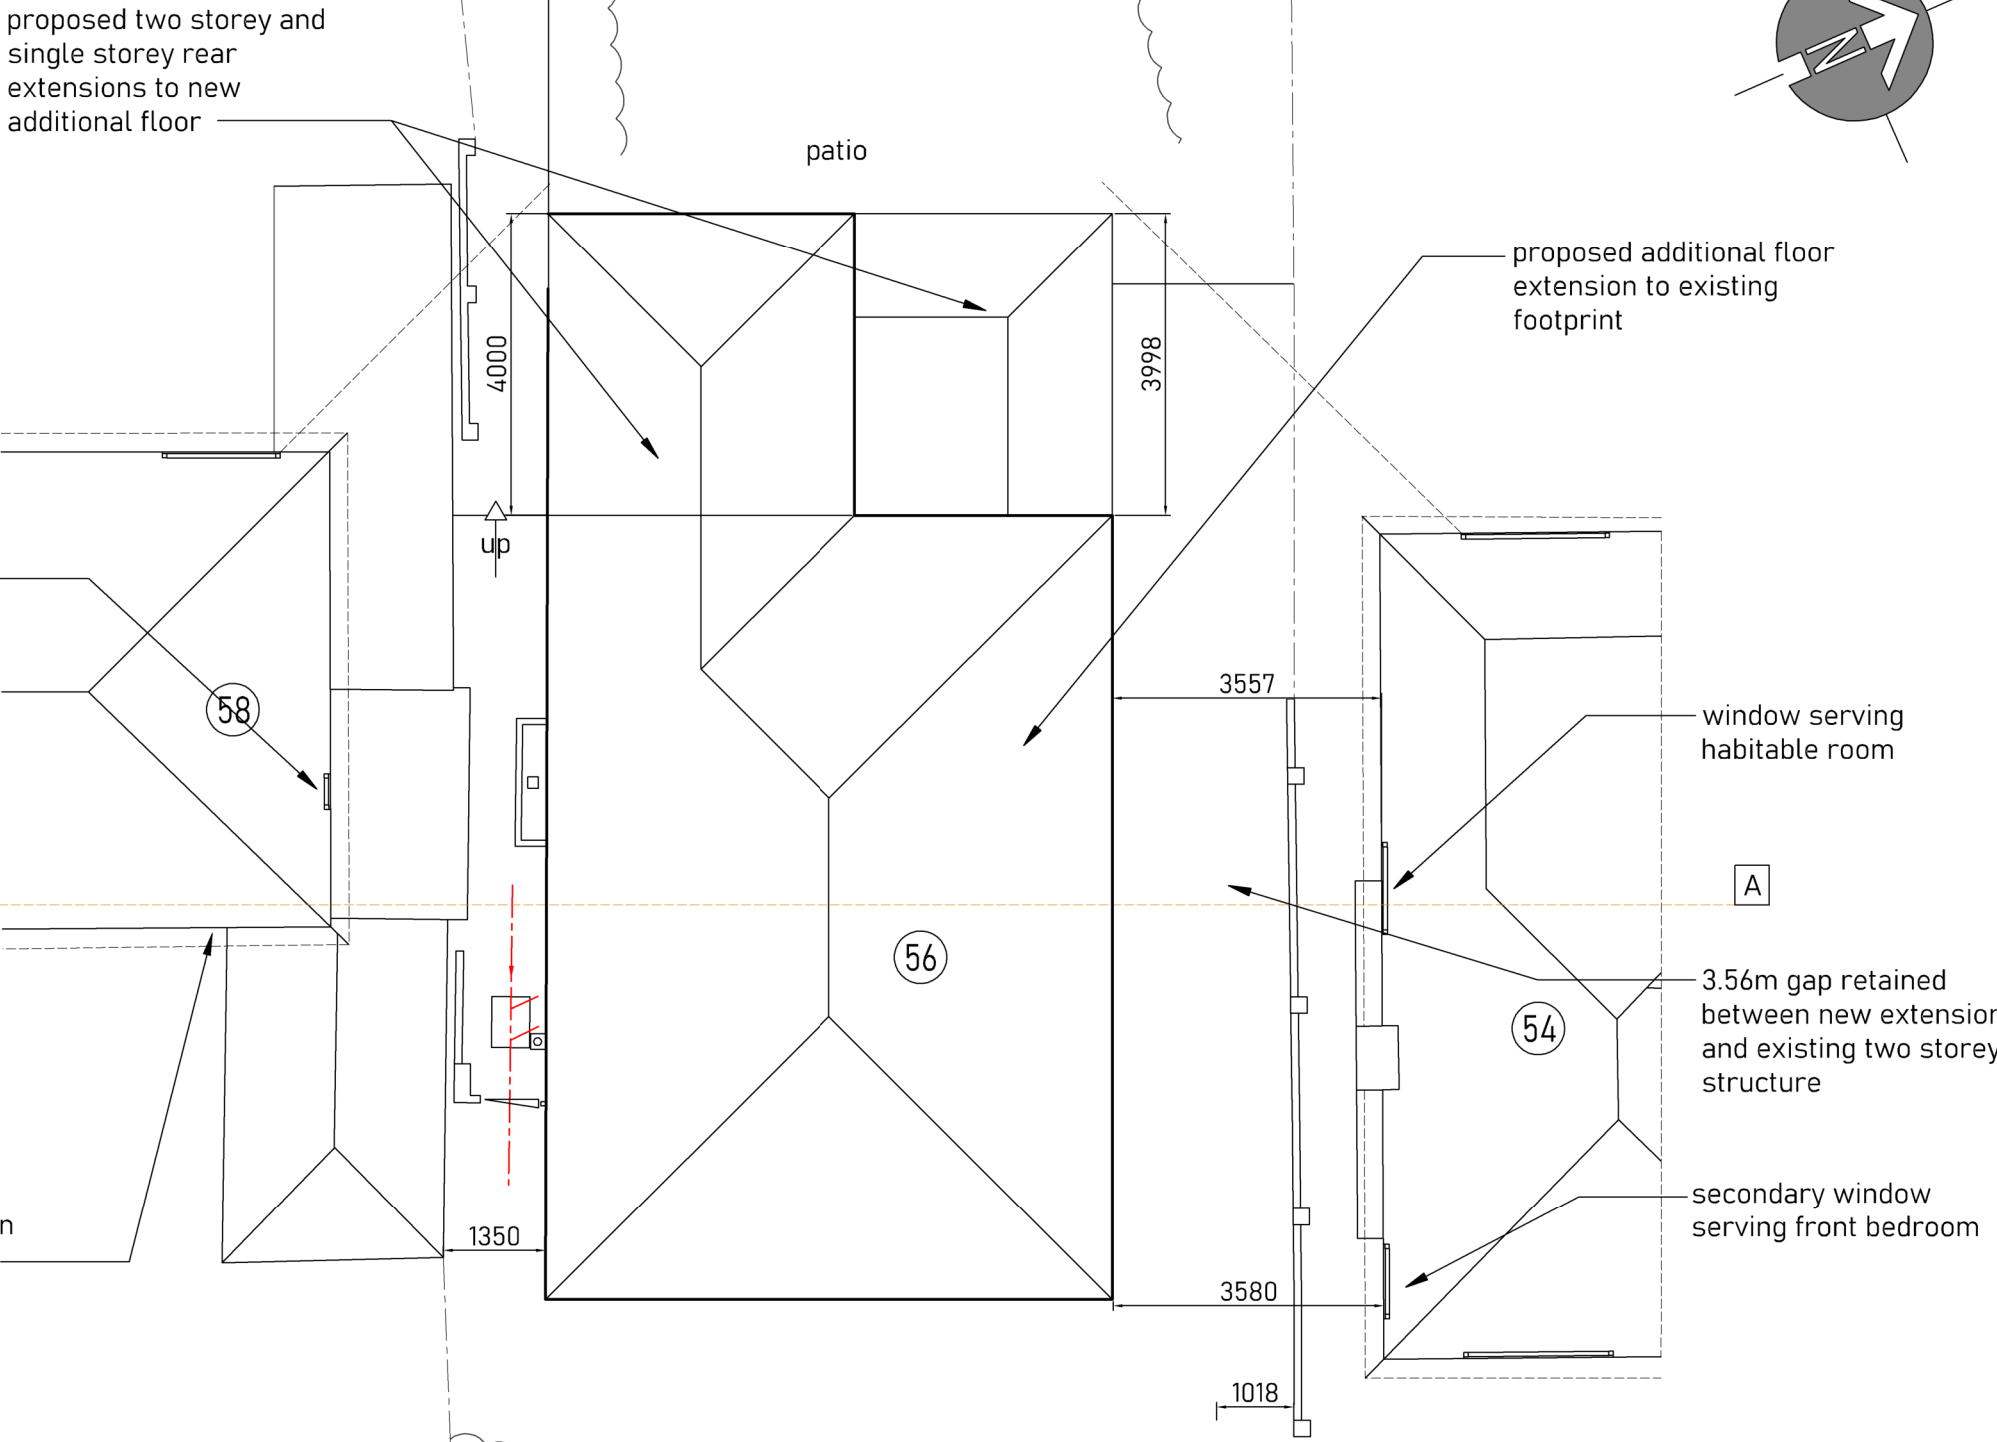 proposed two storey and
single storey rear
extensions to new
additional floor
N
patio
proposed additional floor
extension to existing
footprint
4000
3998
up
58
3557
window serving
habitable room
A
56
3.56m gap retained
between new extension
and existing two storey
structure
54
secondary window
serving front bedroom
n
1350
3580
1018